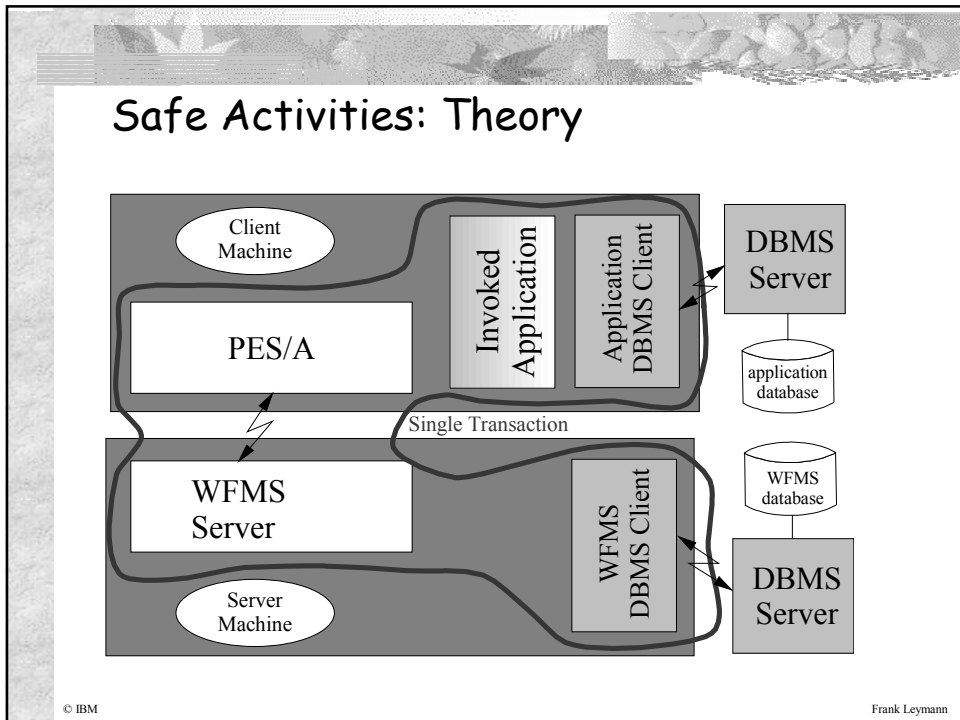 Safe Activities: Theory
Client
Machine
Invoked
Application
Application
DBMS Client
DBMS
Server
PES/A
application
database
Single Transaction
WFMS
Server
WFMS
DBMS Client
WFMS
database
DBMS
Server
Server
Machine
© IBM
Frank Leymann